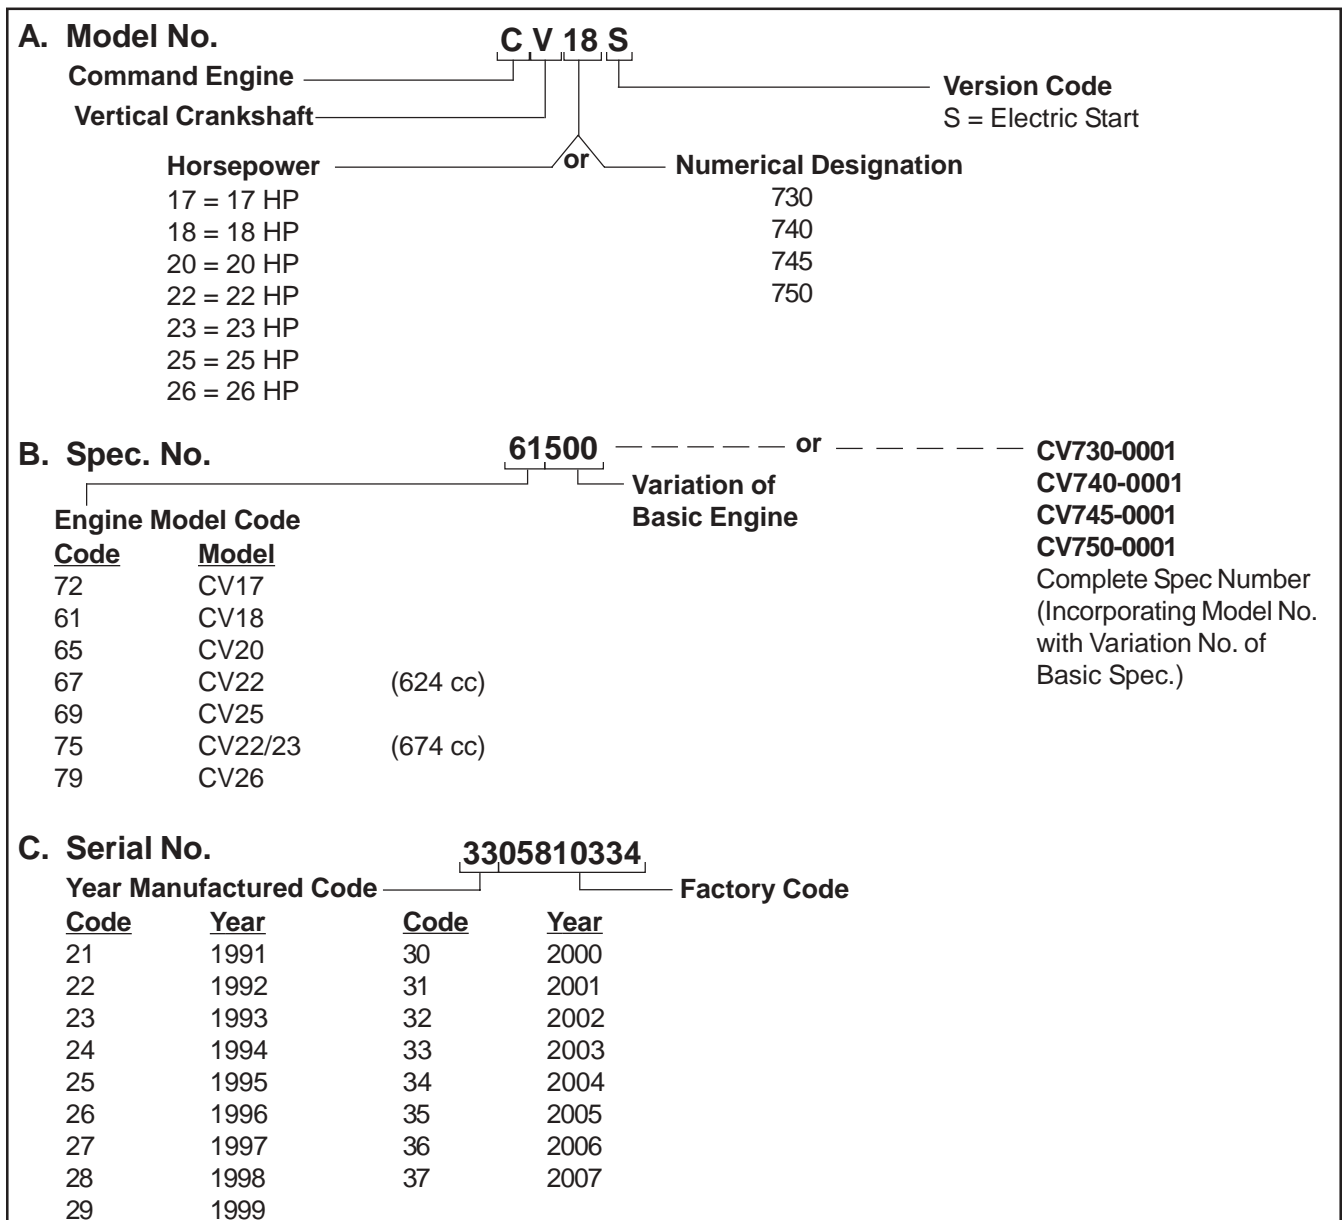 A. Model No. C V 18 S
Command Engine Version Code
Vertical Crankshaft S = Electric Start
Horsepower or Numerical Designation
17 = 17 HP 730
18 = 18 HP 740
20 = 20 HP 745
22 = 22 HP 750
23 = 23 HP
25 = 25 HP
26 = 26 HP
B. Spec. No. 61500 or CV730-0001
Variation of CV740-0001
Engine Model Code Basic Engine CV745-0001
Code Model CV750-0001
72 CV17 Complete Spec Number
61 CV18 (Incorporating Model No.
65 CV20 with Variation No. of
67 CV22 (624 cc) Basic Spec.)
69 CV25
75 CV22/23 (674 cc)
79 CV26
C. Serial No. 3305810334
Year Manufactured Code Factory Code
Code Year Code Year
21 1991 30 2000
22 1992 31 2001
23 1993 32 2002
24 1994 33 2003
25 1995 34 2004
26 1996 35 2005
27 1997 36 2006
28 1998 37 2007
29 1999